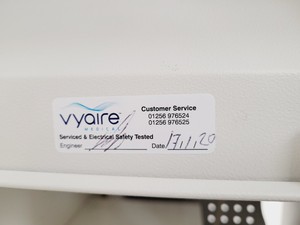 vyaire
MEDICAL
Customer Service
01256 976524
01256 976525
Serviced & Electrical Safety Tested
Engineer
Date 17,1,20